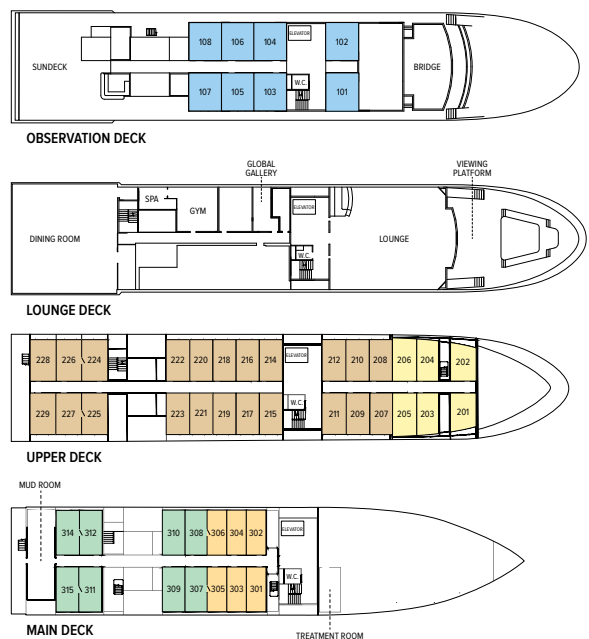 108 106 104 ELEVATOR 102
SUNDECK BRIDGE
W.C.
107 105 103 101
OBSERVATION DECK
GLOBAL
GALLERY
VIEWING
PLATFORM
SPA
GYM
ELEVATOR
DINING ROOM
LOUNGE
W.C.
LOUNGE DECK
228 226 224 222 220 218 216 214 ELEVATOR 212 210 208 206 204 202
W.C.
229 227 225 223 221 219 217 215 211 209 207 205 203 201
UPPER DECK
MUD ROOM
314 312 310 308 306 304 302 ELEVATOR
W.C.
315 311 309 307 305 303 301
MAIN DECK
TREATMENT ROOM